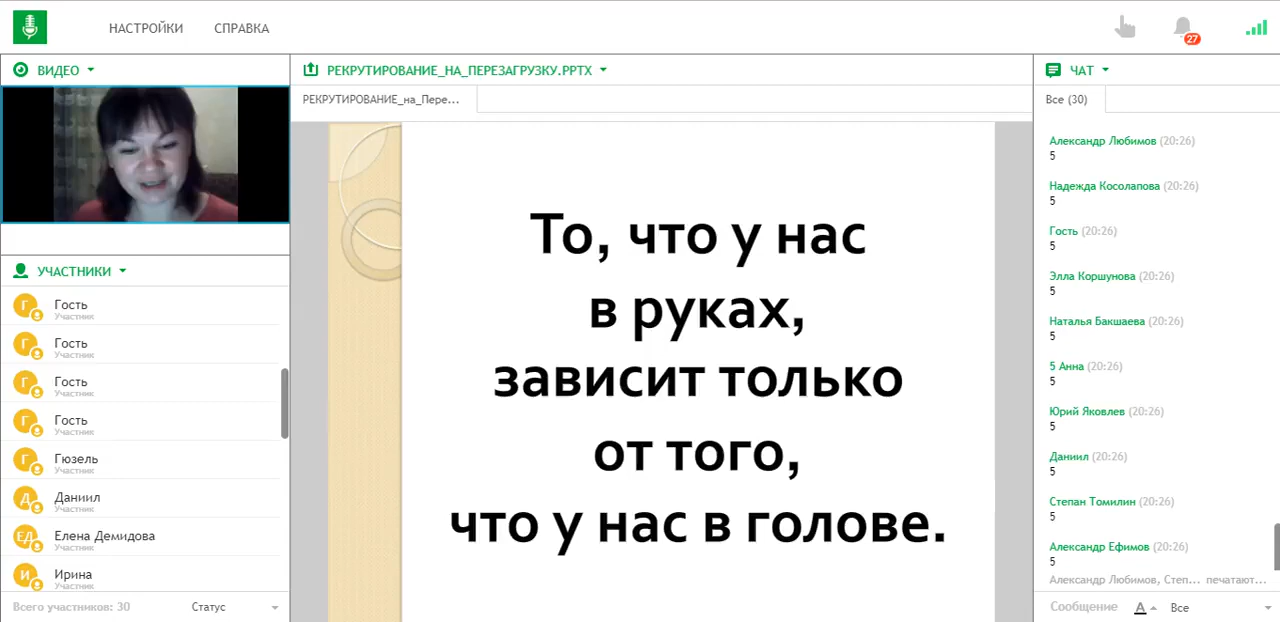 НАСТРОЙКИ
СПРАВКА
27
ВИДЕО
УЧАСТНИКИ
Г
Гость
Участник
Г
Гость
Участник
Г
Гость
Участник
Г
Гость
Участник
Г
Гюзель
Участник
Д
Даниил
Участник
ЕД
Елена Демидова
Участник
И
Ирина
Участник
Всего участников: 30
Статус
РЕКРУТИРОВАНИЕ_НА_ПЕРЕЗАГРУЗКУ.PPTX
РЕКРУТИРОВАНИЕ_на_Пере...
То, что у нас
в руках,
зависит только
от того,
что у нас в голове.
ЧАТ
Все (30)
Александр Любимов (20:26)
5
Надежда Косолапова (20:26)
5
Гость (20:26)
5
Элла Коршунова (20:26)
5
Наталья Бакшаева (20:26)
5
5 Анна (20:26)
5
Юрий Яковлев (20:26)
5
Даниил (20:26)
5
Степан Томилин (20:26)
5
Александр Ефимов (20:26)
5
Александр Любимов, Степ... печатают...
Сообщение
А
Все